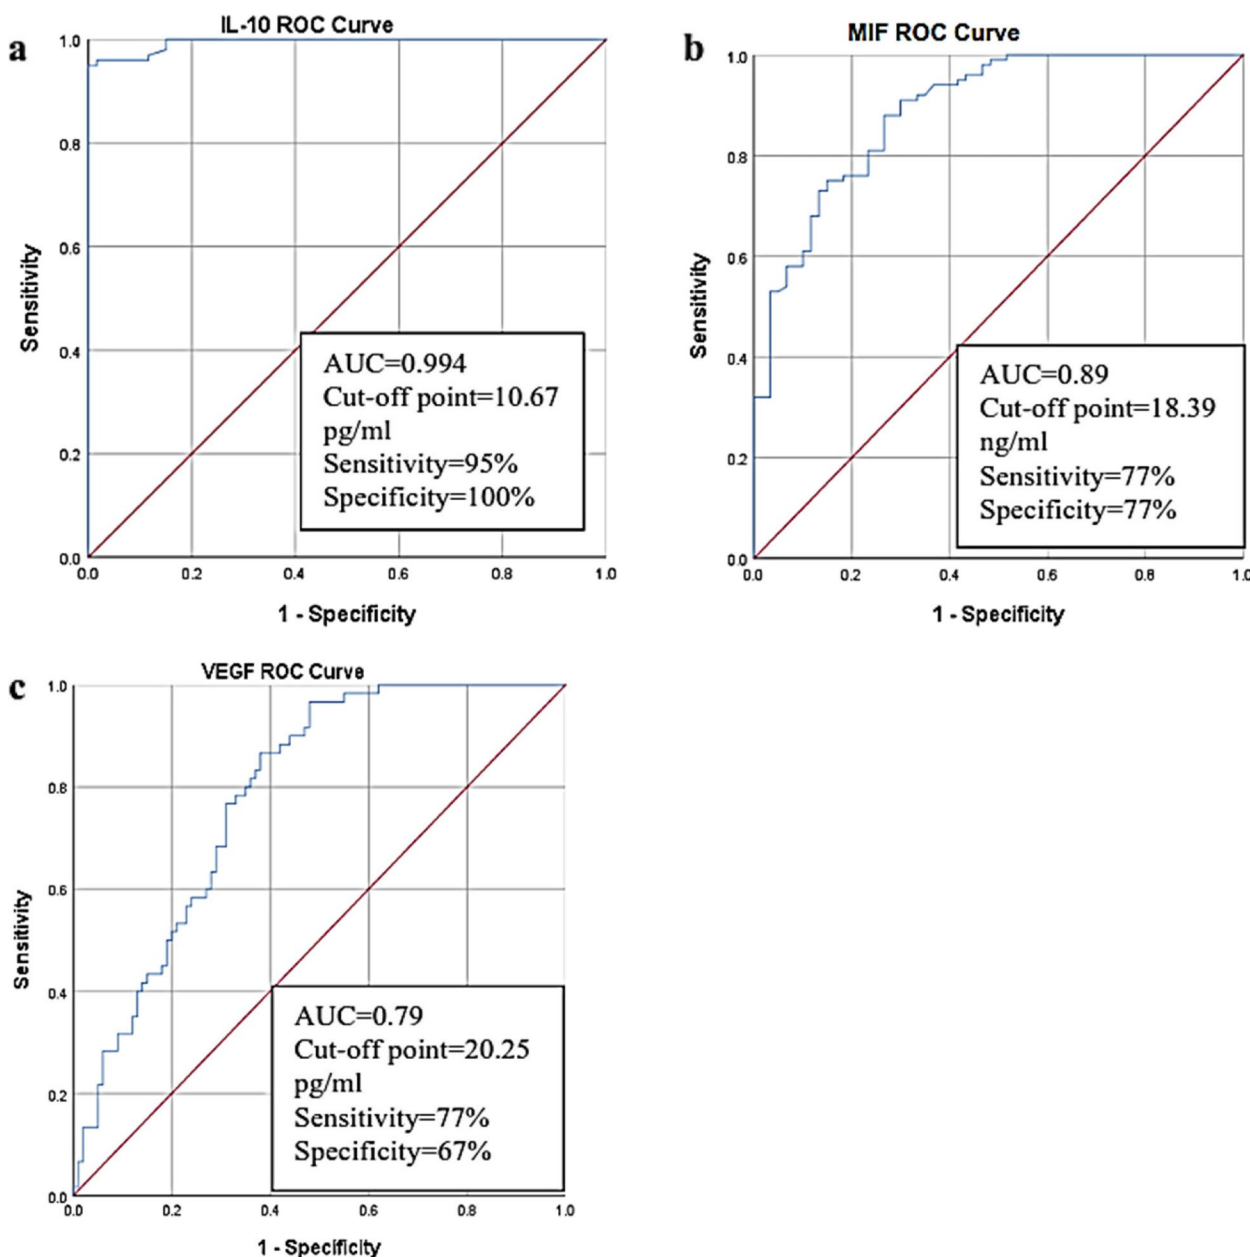 a
IL-10 ROC Curve
1.0
0.8
0.6
0.4
0.2
0.0
Sensitivity
AUC=0.994
Cut-off point=10.67
pg/ml
Sensitivity=95%
Specificity=100%
0.0 0.2 0.4 0.6 0.8 1.0
1 - Specificity
b
MIF ROC Curve
1.0
0.8
0.6
0.4
0.2
0.0
Sensitivity
AUC=0.89
Cut-off point=18.39
ng/ml
Sensitivity=77%
Specificity=77%
0.0 0.2 0.4 0.6 0.8 1.0
1 - Specificity
c
VEGF ROC Curve
1.0
0.8
0.6
0.4
0.2
0.0
Sensitivity
AUC=0.79
Cut-off point=20.25
pg/ml
Sensitivity=77%
Specificity=67%
0.0 0.2 0.4 0.6 0.8 1.0
1 - Specificity